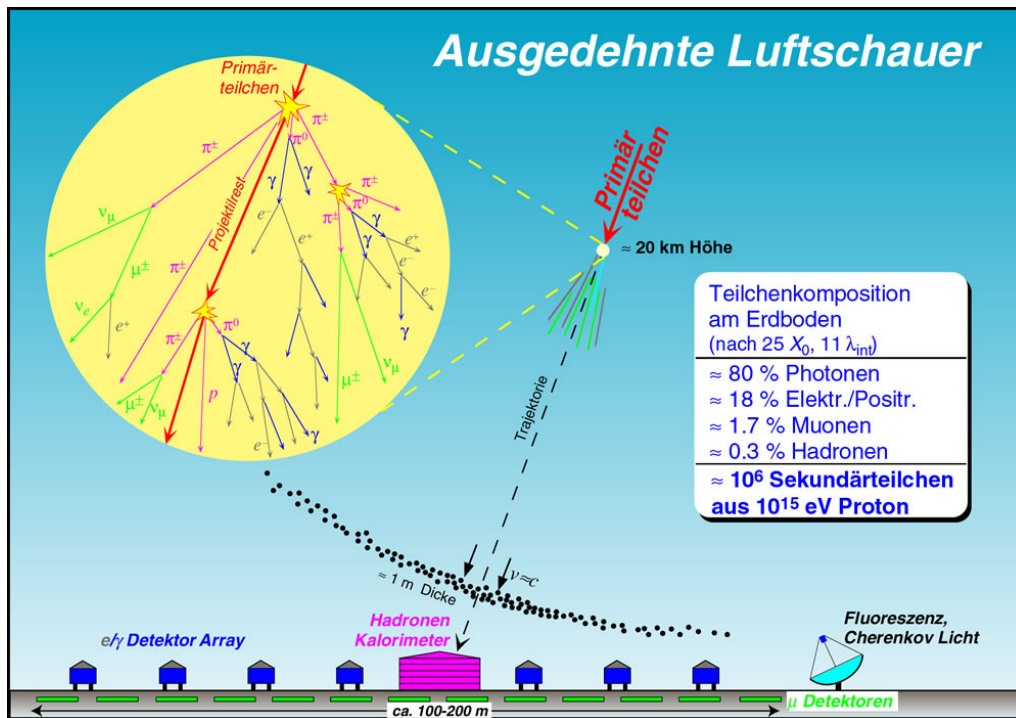 Ausgedehnte Luftschauer
Primär-
teilchen
π±
π±
π⁰
π±
γ
γ
π±
π⁰
π±
νμ
Projektilrest
e⁻
e⁺
γ
γ
e⁺
e⁻
e⁻
μ±
π±
νe
e⁺
π±
π⁰
γ
γ
γ
νμ
μ±
μ±
νμ
p
e⁻
γ
Primär
teilchen
≈ 20 km Höhe
Trajektorie
Teilchenkomposition
am Erdboden
(nach 25 X₀, 11 λint)
≈ 80 % Photonen
≈ 18 % Elektr./Positr.
≈ 1.7 % Muonen
≈ 0.3 % Hadronen
≈ 10⁶ Sekundärteilchen
aus 10¹⁵ eV Proton
≈ 1 m Dicke
v≈c
e/γ Detektor Array
Hadronen
Kalorimeter
Fluoreszenz,
Cherenkov Licht
μ Detektoren
ca. 100-200 m